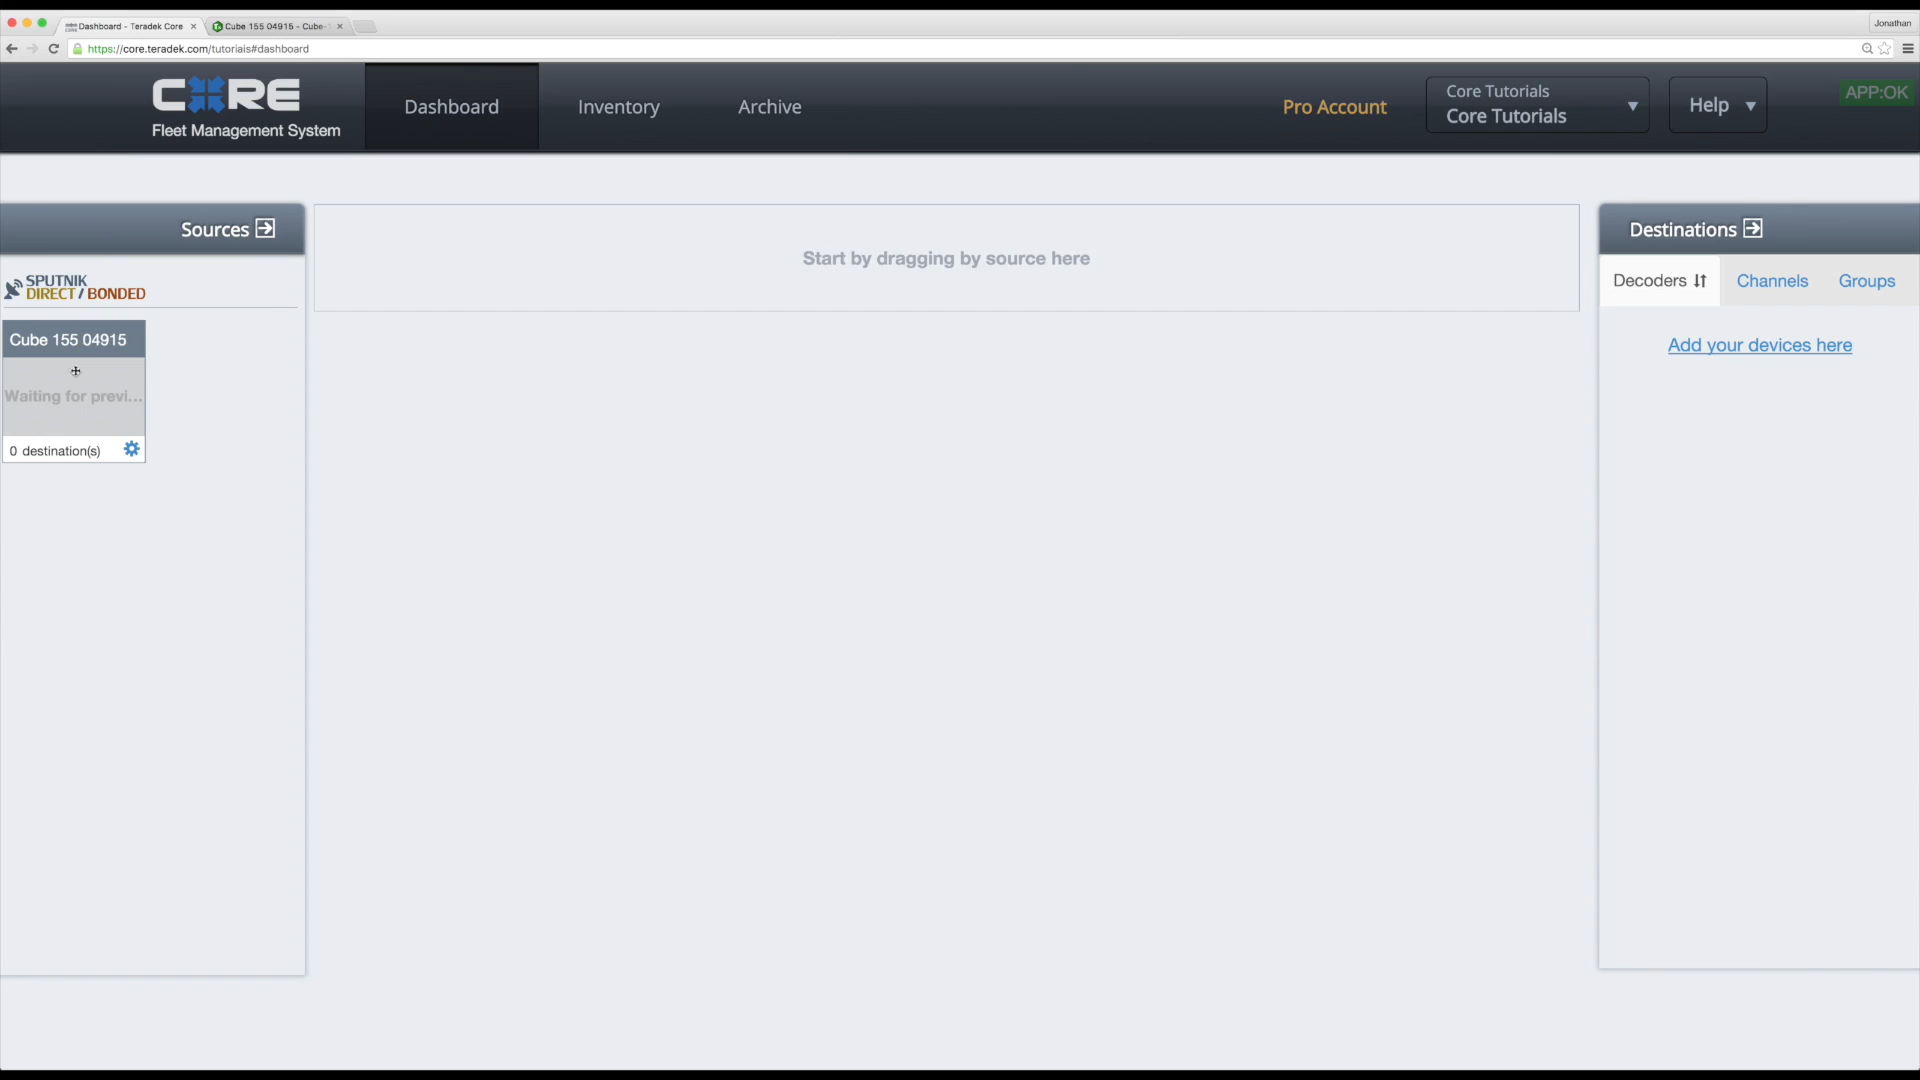 Dashboard - Teradek Core
Cube 155 04915 - Cube-
Jonathan
https://core.teradek.com/tutorials#dashboard
CORE
Fleet Management System
Dashboard
Inventory
Archive
Pro Account
Core Tutorials
Core Tutorials
Help
APP:OK
Sources
Start by dragging by source here
Destinations
SPUTNIK
DIRECT / BONDED
Decoders
Channels
Groups
Cube 155 04915
Waiting for previ...
0 destination(s)
Add your devices here